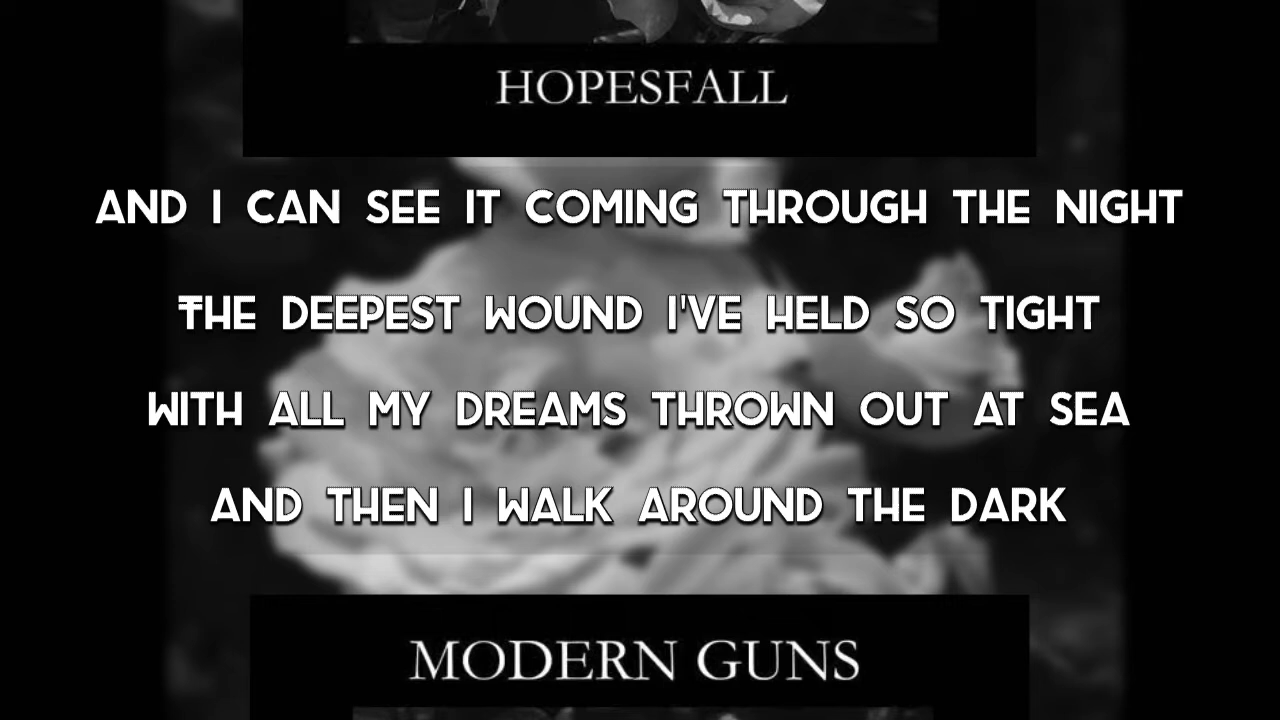 HOPESFALL
AND I CAN SEE IT COMING THROUGH THE NIGHT
THE DEEPEST WOUND I'VE HELD SO TIGHT
WITH ALL MY DREAMS THROWN OUT AT SEA
AND THEN I WALK AROUND THE DARK
MODERN GUNS